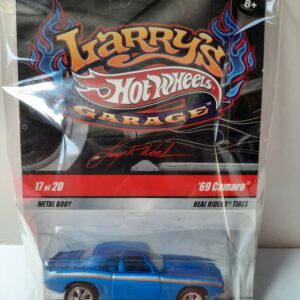 8+
Larry's
Hot Wheels
GARAGE
17 of 20
'69 Camaro
METAL BODY
REAL RIDERS TIRES